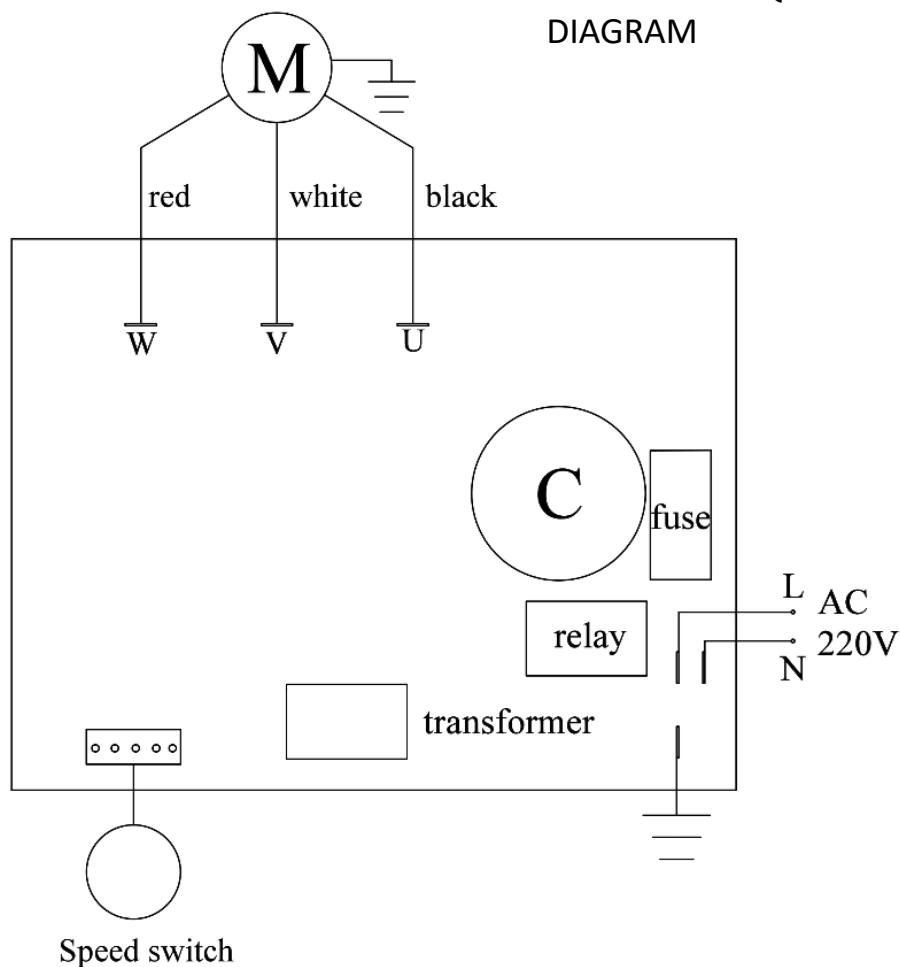 DIAGRAM
M
red
white
black
W
V
U
C
fuse
L
AC
relay
220V
N
transformer
Speed switch